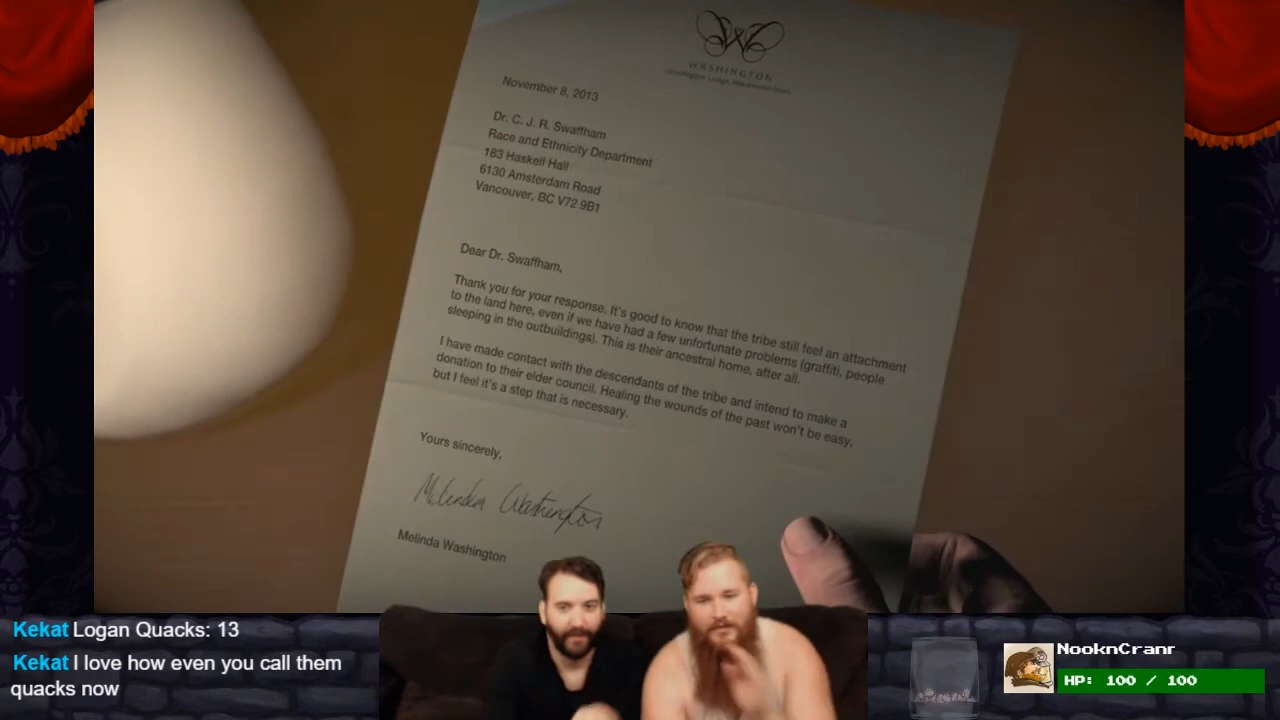 W
WASHINGTON
November 8, 2013
Dr. C. J. R. Swaffham
Race and Ethnicity Department
183 Haskell Hall
6130 Amsterdam Road
Vancouver, BC V72 9B1
Dear Dr. Swaffham,
Thank you for your response. It's good to know that the tribe still feel an attachment
to the land here, even if we have had a few unfortunate problems (graffiti, people
sleeping in the outbuildings). This is their ancestral home, after all.
I have made contact with the descendants of the tribe and intend to make a
donation to their elder council. Healing the wounds of the past won't be easy,
but I feel it's a step that is necessary.
Yours sincerely,
Melinda Washington
Melinda Washington
Kekat Logan Quacks: 13
Kekat I love how even you call them
quacks now
NooknCranr
HP: 100 / 100